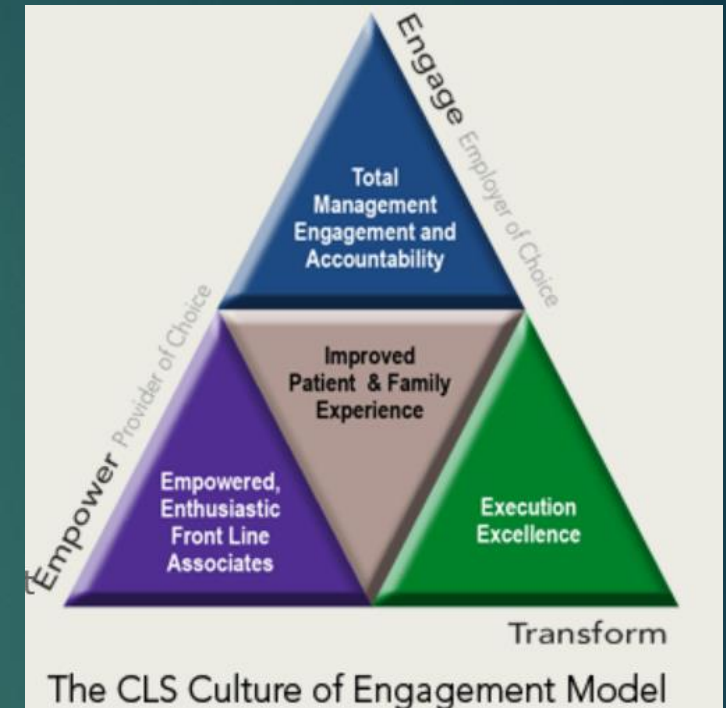 Engage Employer of Choice
Total
Management
Engagement and
Accountability
Empower Provider of Choice
Improved
Patient & Family
Experience
Empowered,
Enthusiastic
Front Line
Associates
Execution
Excellence
Transform
The CLS Culture of Engagement Model